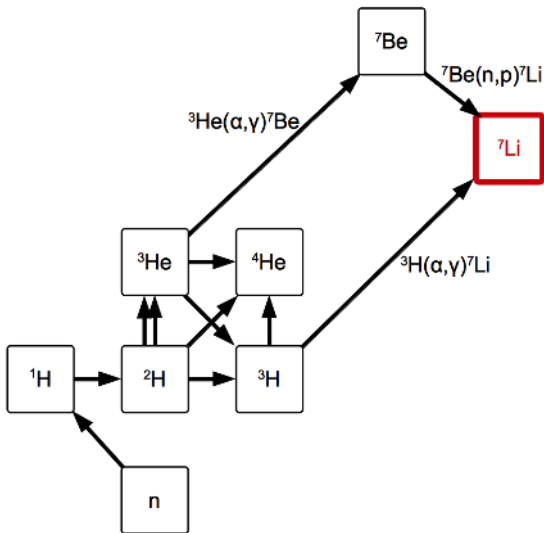 ⁷Be
⁷Be(n,p)⁷Li
³He(α,γ)⁷Be
⁷Li
³He
⁴He
³H(α,γ)⁷Li
¹H
²H
³H
n